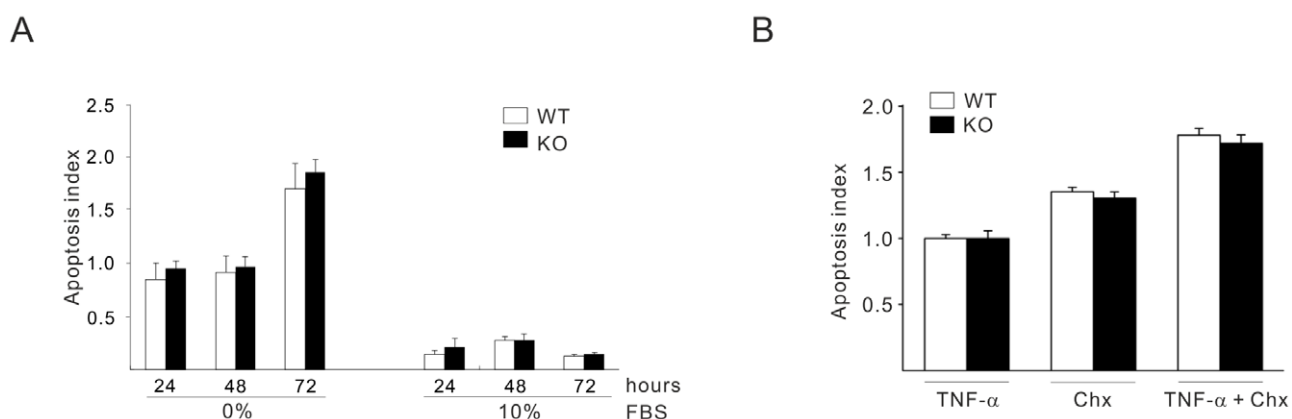 A
Apoptosis index
2.5
2.0
1.5
1.0
0.5
WT
KO
24 48 72 24 48 72 hours
0% 10% FBS
B
Apoptosis index
2.0
1.5
1.0
0.5
WT
KO
TNF-α Chx TNF-α + Chx